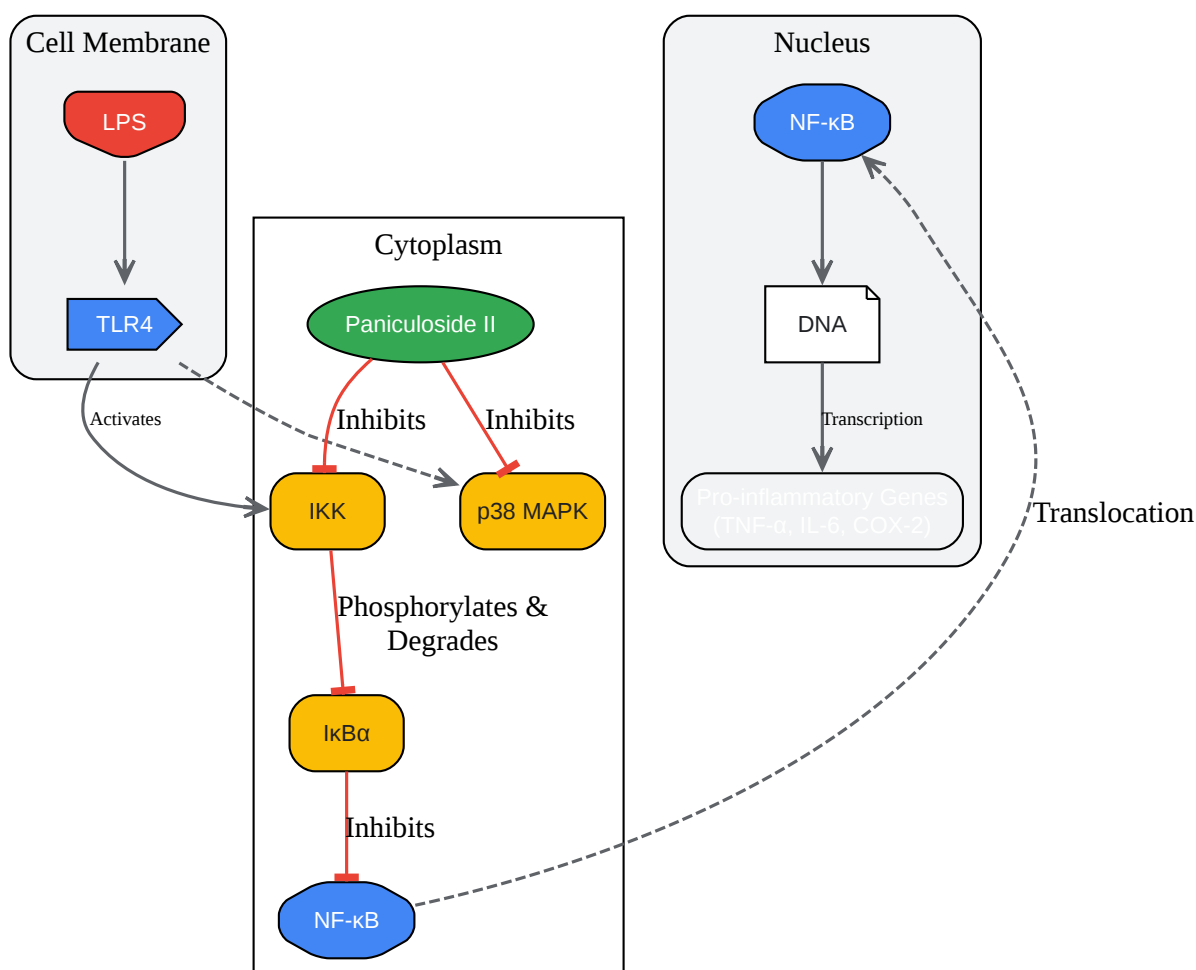 Cell Membrane
LPS
TLR4
Activates
Cytoplasm
Paniculoside II
Inhibits
Inhibits
IKK
p38 MAPK
Phosphorylates &
Degrades
IκBα
Inhibits
NF-κB
Nucleus
NF-κB
DNA
Transcription
Pro-inflammatory Genes
(TNF-α, IL-6, COX-2)
Translocation